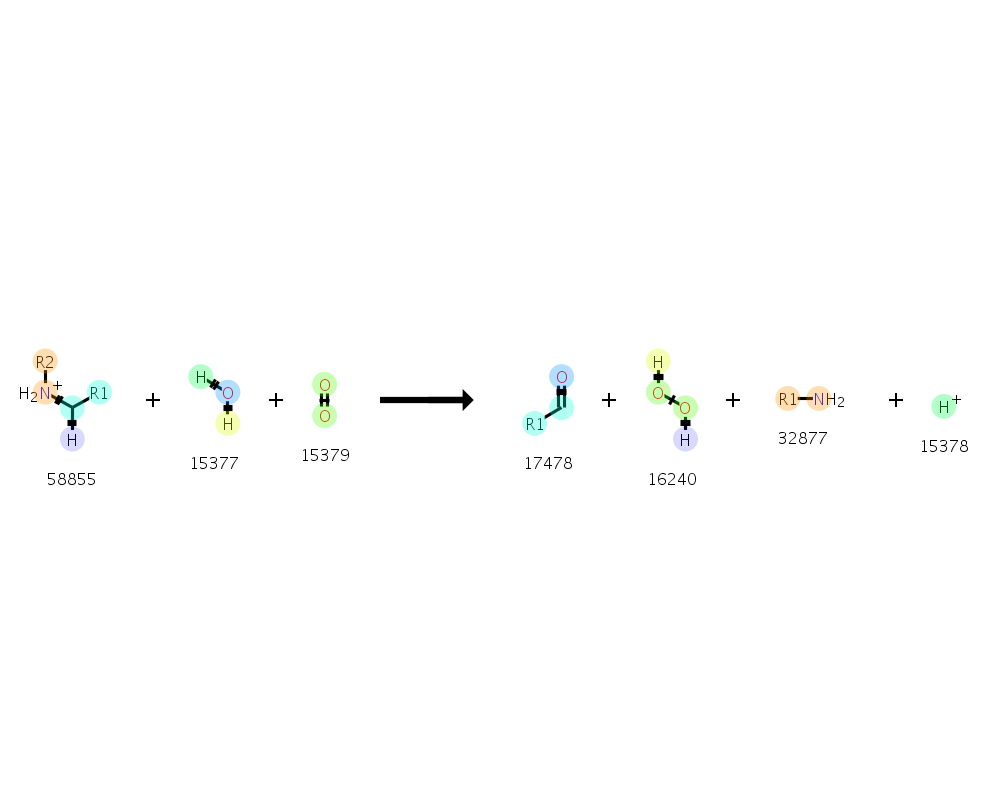 R2
H2N+ R1
H
58855
+
H O
H
15377
+
O
O
15379
O
R1
17478
+
H
O
O
H
16240
+
R1 NH2
32877
+
H+
15378